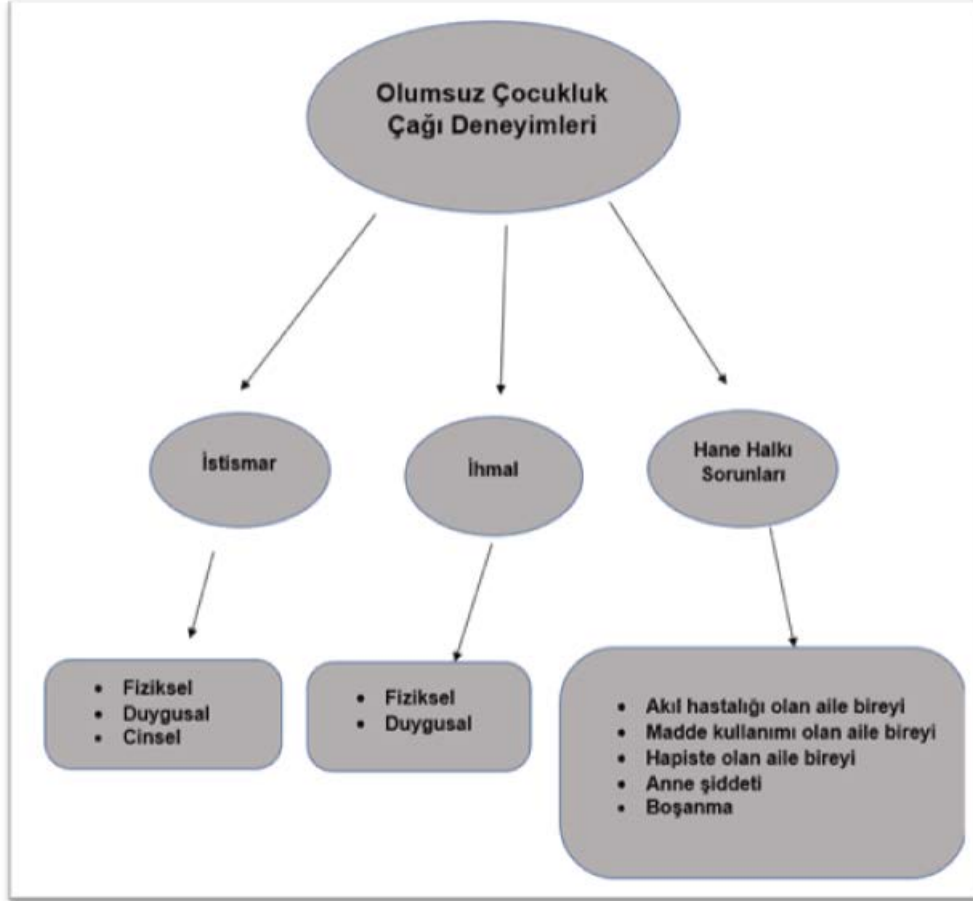 Olumsuz Çocukluk
Çağı Deneyimleri
İstismar
İhmal
Hane Halkı
Sorunları
• Fiziksel
• Duygusal
• Cinsel
• Fiziksel
• Duygusal
• Akıl hastalığı olan aile bireyi
• Madde kullanımı olan aile bireyi
• Hapiste olan aile bireyi
• Anne şiddeti
• Boşanma